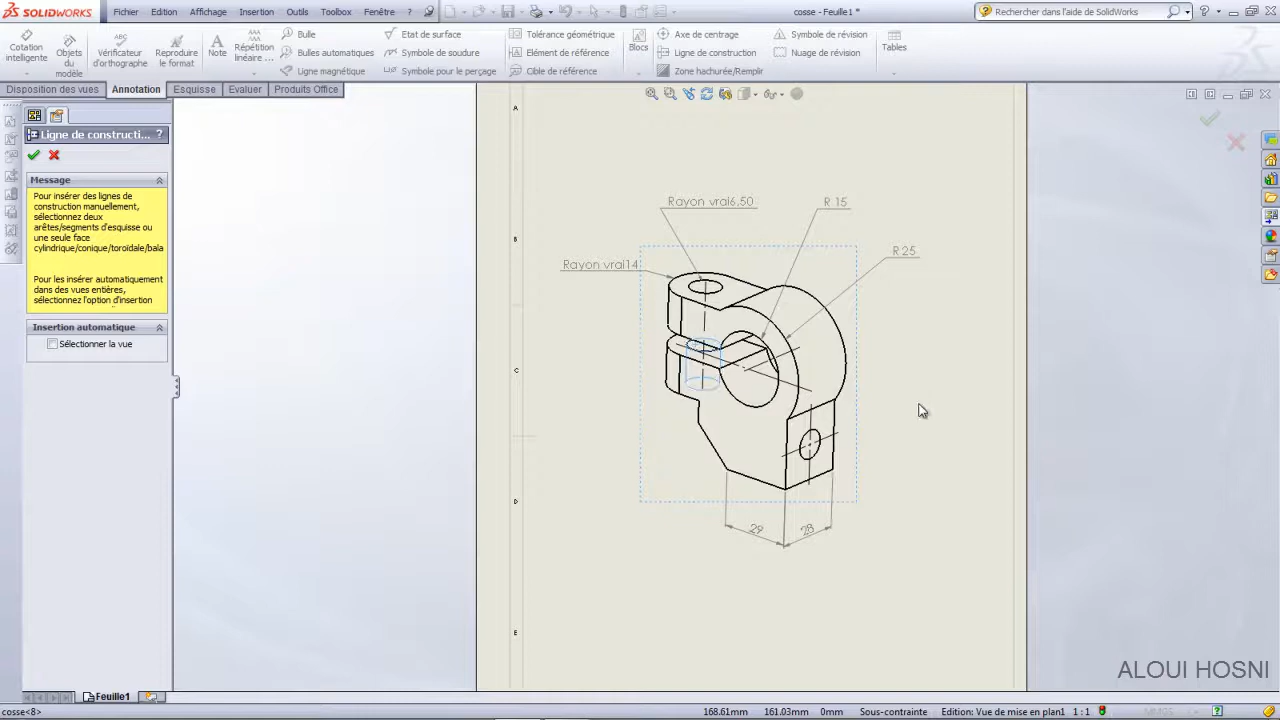 SOLIDWORKS
Fichier Edition Affichage Insertion Outils Toolbox Fenêtre ?
cosse - Feuille1 *
Rechercher dans l'aide de SolidWorks
Cotation intelligente
Objets du modèle
Vérificateur d'orthographe
Reproduire le format
Note
Répétition linéaire ...
Bulle
Bulles automatiques
Ligne magnétique
Etat de surface
Symbole de soudure
Symbole pour le perçage
Tolérance géométrique
Elément de référence
Cible de référence
Blocs
Axe de centrage
Ligne de construction
Zone hachurée/Remplir
Symbole de révision
Nuage de révision
Tables
Disposition des vues Annotation Esquisse Evaluer Produits Office
Ligne de constructi... ?
Message
Pour insérer des lignes de
construction manuellement,
sélectionnez deux
arêtes/segments d'esquisse ou
une seule face
cylindrique/conique/toroïdale/bala
Pour les insérer automatiquement
dans des vues entières,
sélectionnez l'option d'insertion
Insertion automatique
Sélectionner la vue
A
B
C
D
E
Rayon vrai6,50
R 15
R 25
Rayon vrai14
29
28
ALOUI HOSNI
Feuille1
cosse<8>
168.61mm 161.03mm 0mm Sous-contrainte Edition: Vue de mise en plan1 1 : 1 MMGS